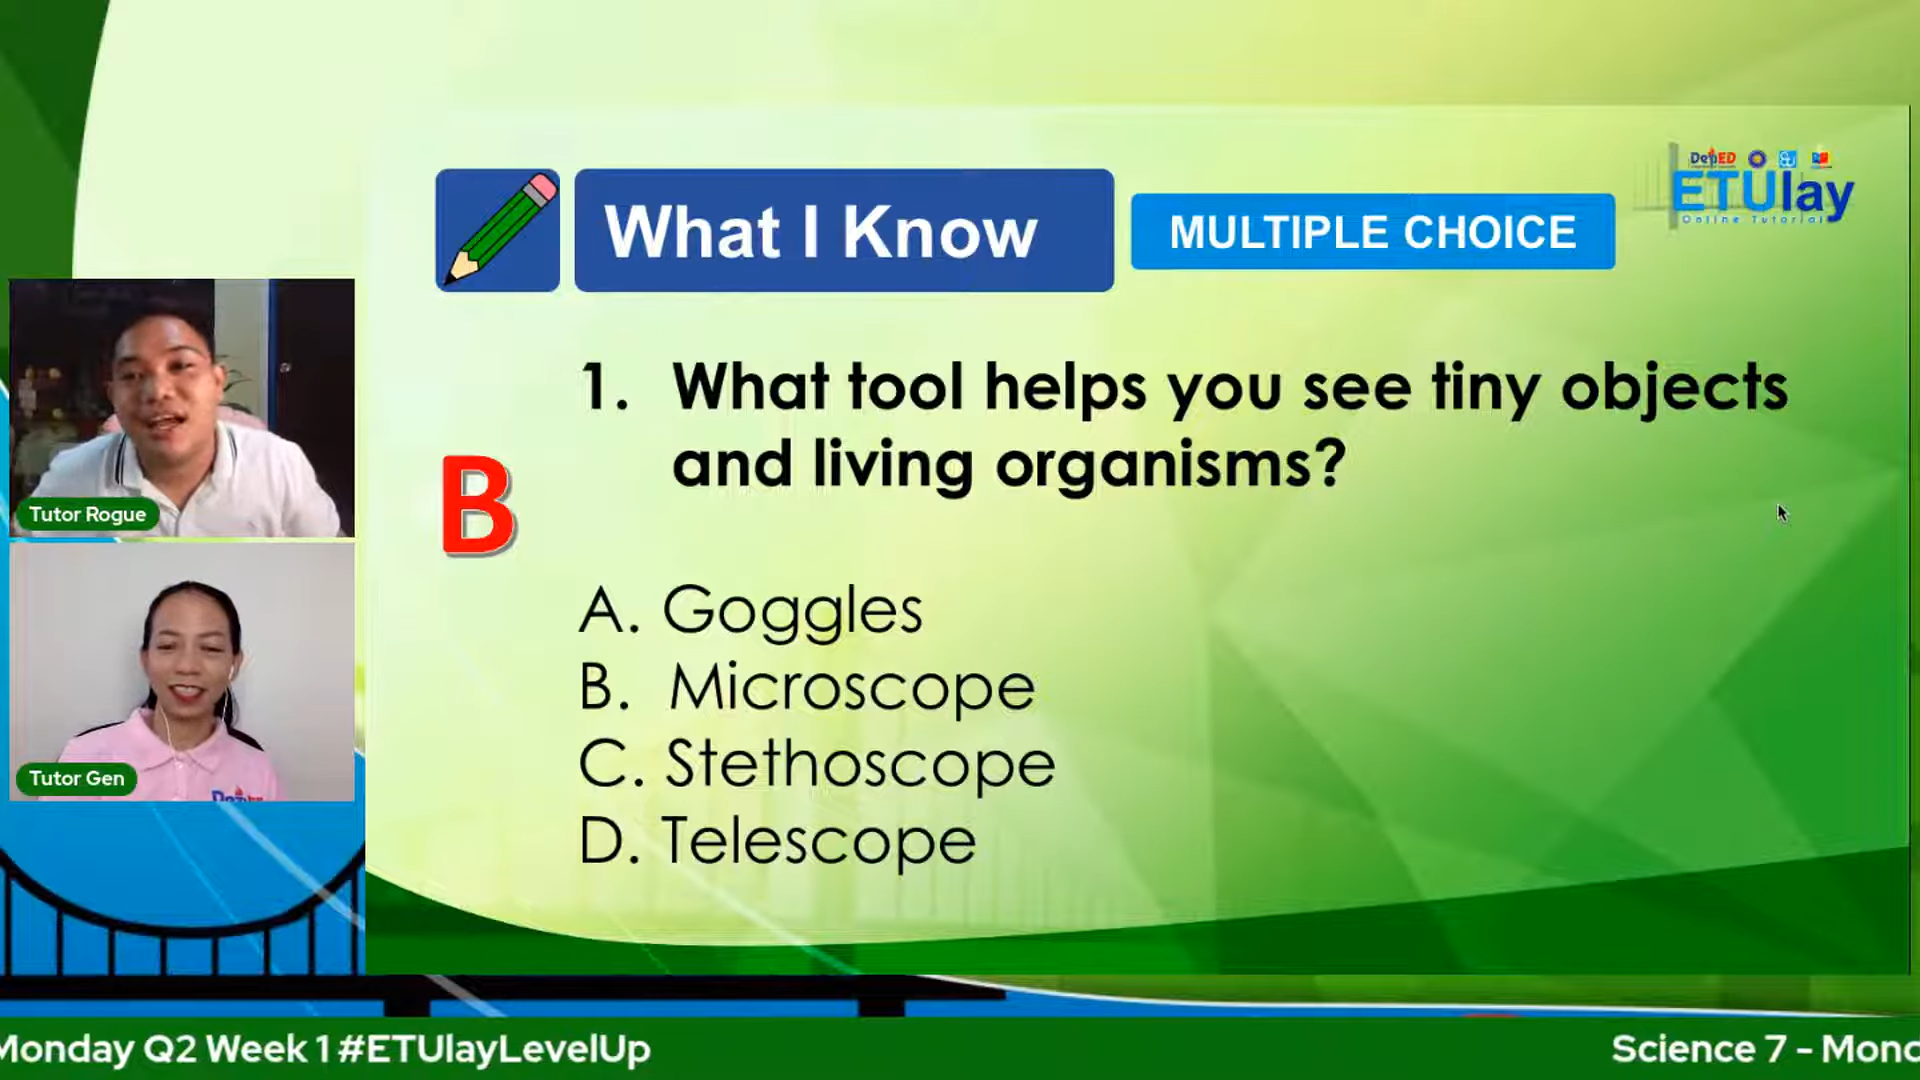 DepED
ETUlay
Online Tutorial
What I Know
MULTIPLE CHOICE
1. What tool helps you see tiny objects
and living organisms?
B
A. Goggles
B. Microscope
C. Stethoscope
D. Telescope
Tutor Rogue
Tutor Gen
Monday Q2 Week 1 #ETUlayLevelUp
Science 7 -